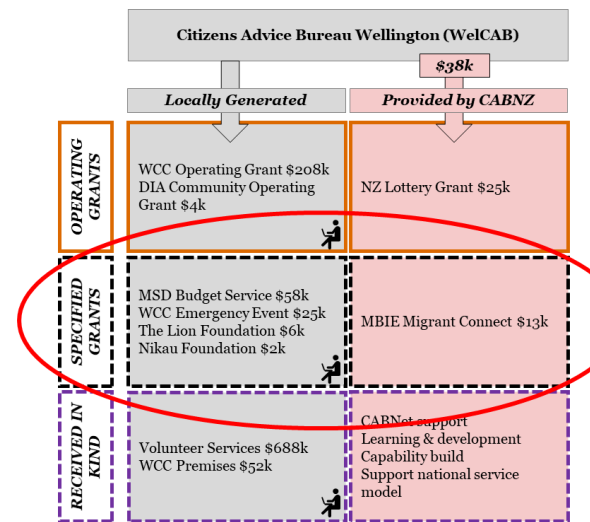 Citizens Advice Bureau Wellington (WelCAB)
$38k
Locally Generated
Provided by CABNZ
OPERATING
GRANTS
WCC Operating Grant $208k
DIA Community Operating
Grant $4k
NZ Lottery Grant $25k
SPECIFIED
GRANTS
MSD Budget Service $58k
WCC Emergency Event $25k
The Lion Foundation $6k
Nikau Foundation $2k
MBIE Migrant Connect $13k
RECEIVED IN
KIND
Volunteer Services $688k
WCC Premises $52k
CABNet support
Learning & development
Capability build
Support national service
model